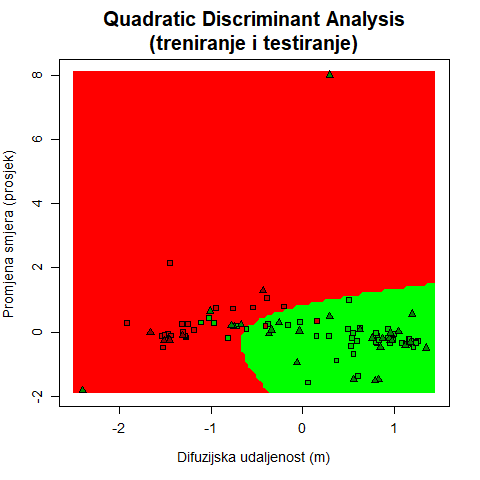 Quadratic Discriminant Analysis
(treniranje i testiranje)
Promjena smjera (prosjek)
8
6
4
2
0
-2
-2 -1 0 1
Difuzijska udaljenost (m)